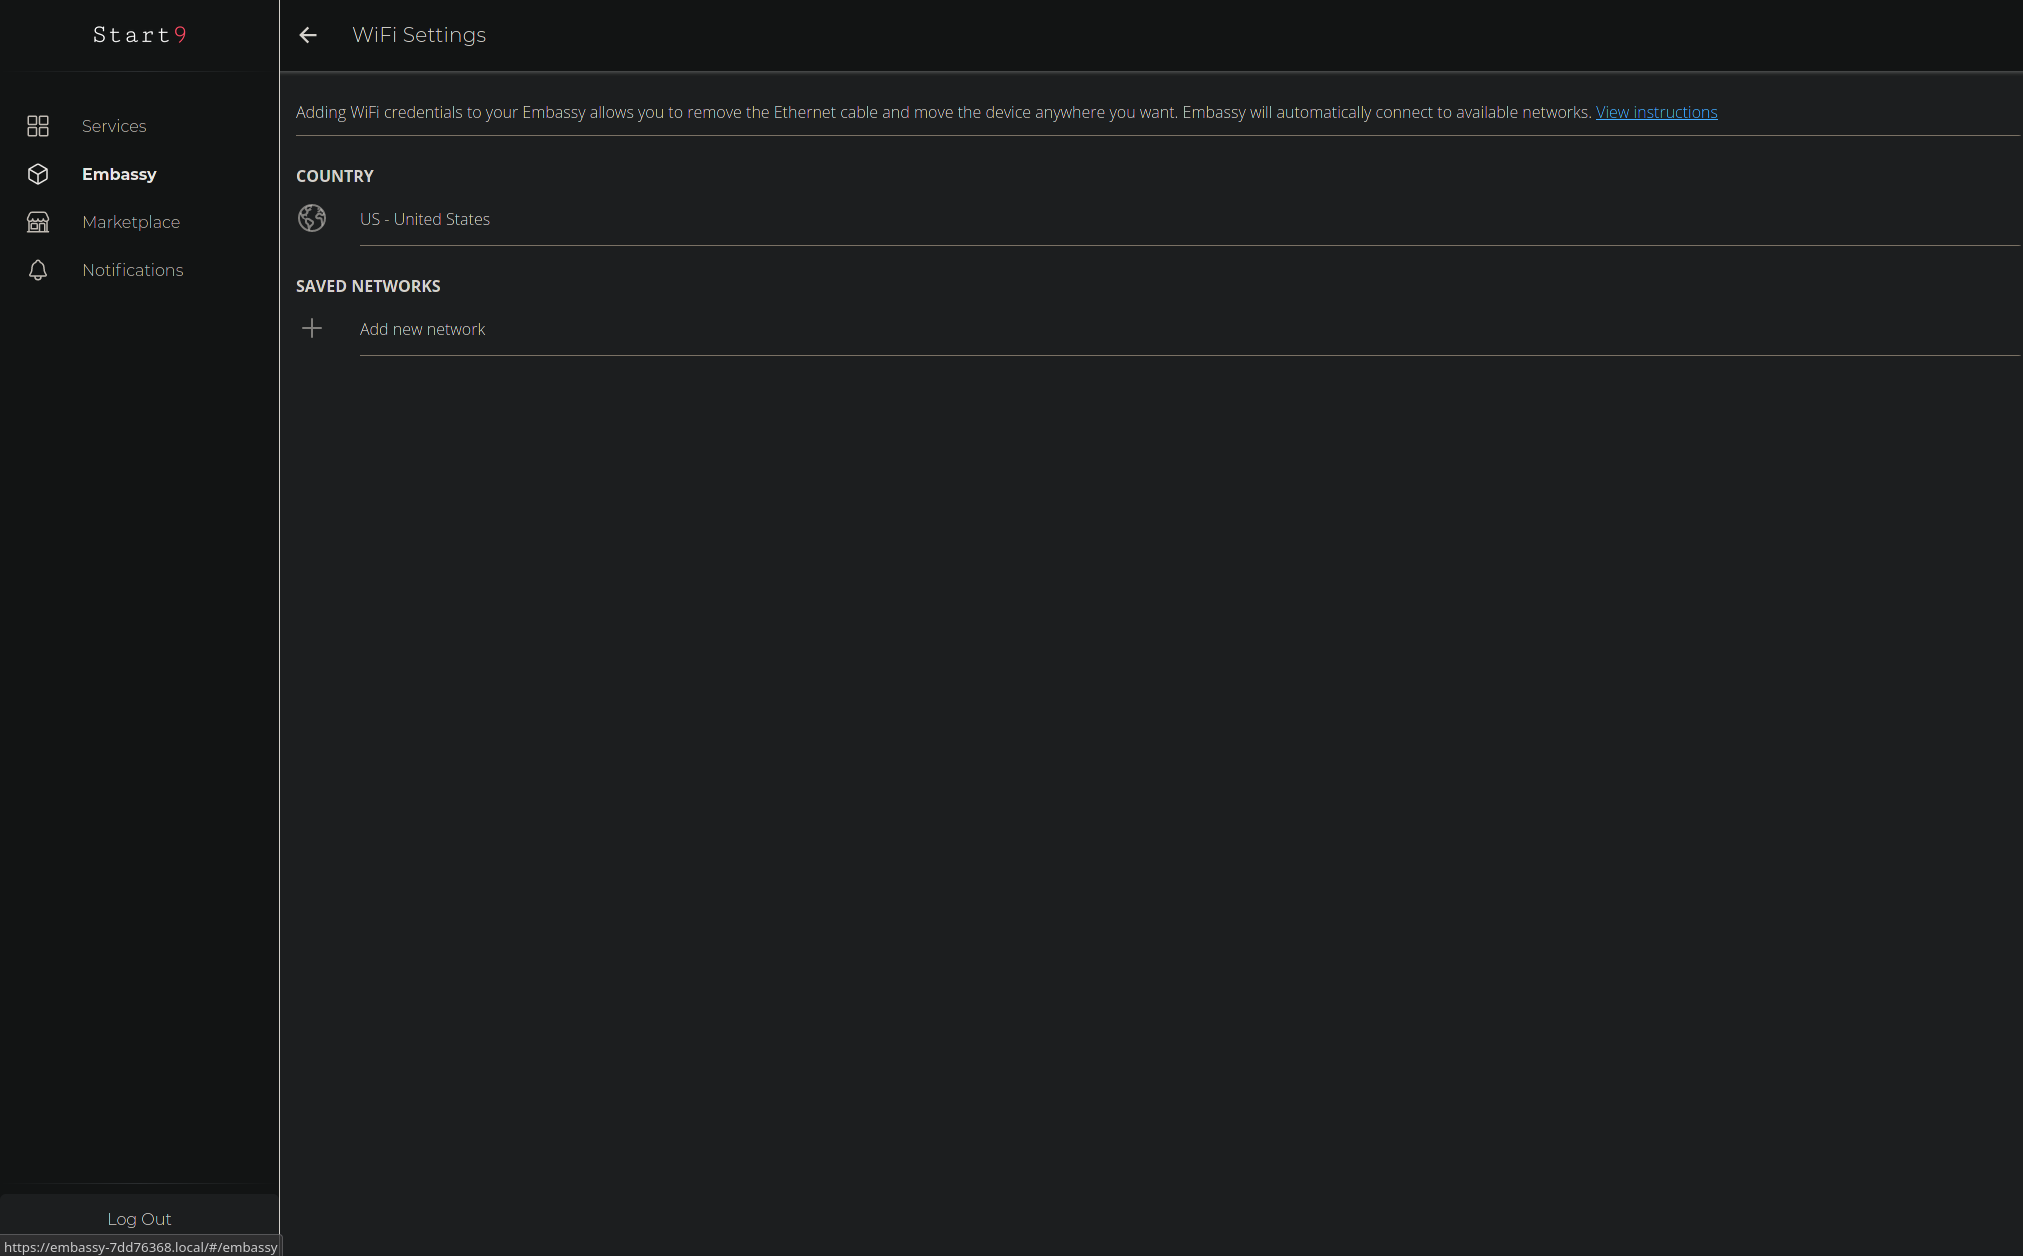 Start9
WiFi Settings
Services
Embassy
Marketplace
Notifications
Adding WiFi credentials to your Embassy allows you to remove the Ethernet cable and move the device anywhere you want. Embassy will automatically connect to available networks. View instructions
COUNTRY
US - United States
SAVED NETWORKS
Add new network
Log Out
https://embassy-7dd76368.local/#/embassy